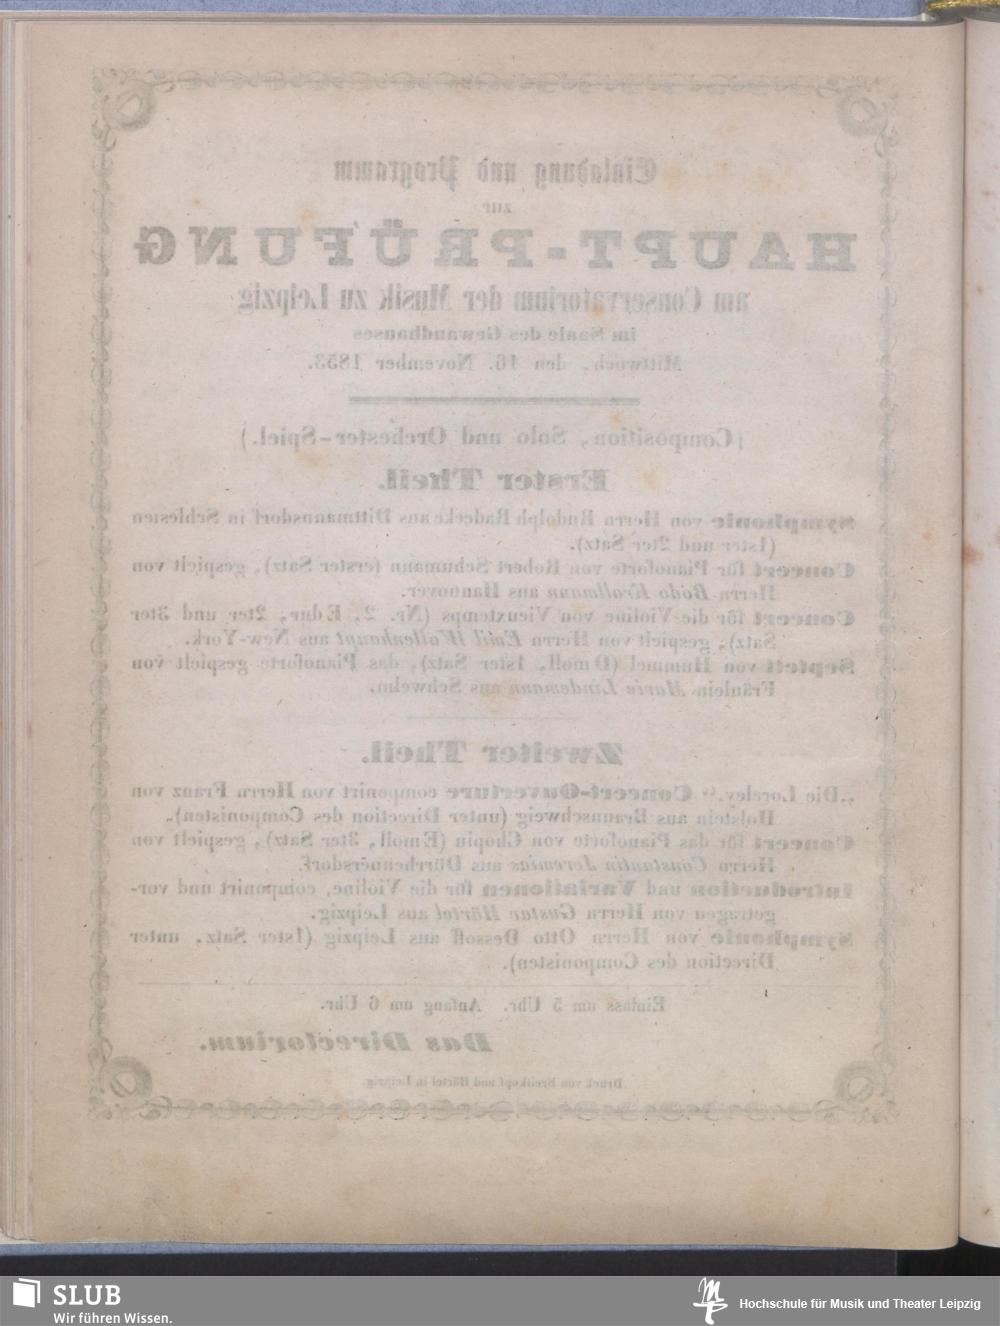 Einladung und Programm
zur
HAUPT-PRÜFUNG
am Conservatorium der Musik zu Leipzig
im Saale des Gewandhauses
Mittwoch, den 16. November 1853.
(Composition, Solo und Orchester-Spiel.)
Erster Theil.
Symphonie von Herrn Rudolph Radecke aus Dittmannsdorf in Schlesien
(1ster und 2ter Satz).
Concert für Pianoforte von Robert Schumann (erster Satz), gespielt von
Herrn Bodo Krollmann aus Hannover.
Concert für die Violine von Vieuxtemps (Nr. 2, Edur, 2ter und 3ter
Satz), gespielt von Herrn Emil Wollenhaupt aus New-York.
Septett von Hummel (D moll, 1ster Satz), das Pianoforte gespielt von
Fräulein Marie Lindemann aus Schwelm.
Zweiter Theil.
„Die Loreley.“ Concert-Ouverture componirt von Herrn Franz von
Holstein aus Braunschweig (unter Direction des Componisten).
Concert für das Pianoforte von Chopin (E moll, 3ter Satz), gespielt von
Herrn Constantin Jeremias aus Dürrhennersdorf.
Introduction und Variationen für die Violine, componirt und vor-
getragen von Herrn Gustav Härtel aus Leipzig.
Symphonie von Herrn Otto Dessoff aus Leipzig (1ster Satz, unter
Direction des Componisten).
Einlass um 5 Uhr. Anfang um 6 Uhr.
Das Directorium.
Druck von Breitkopf und Härtel in Leipzig.
SLUB
Wir führen Wissen.
Hochschule für Musik und Theater Leipzig